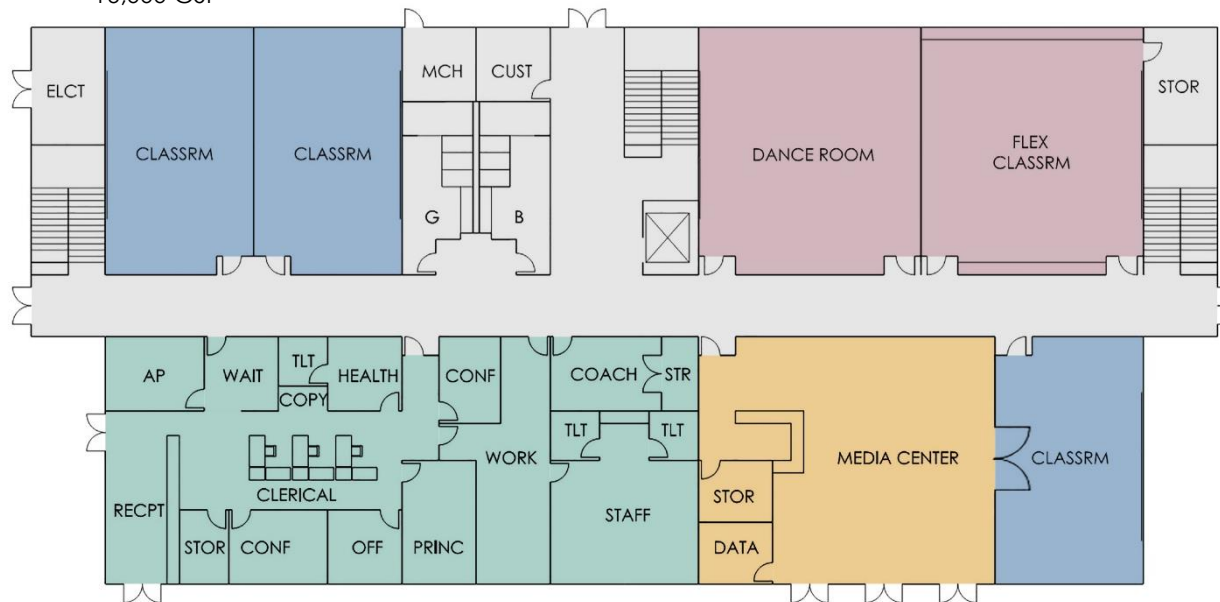 ELCT
CLASSRM
CLASSRM
MCH
CUST
G
B
DANCE ROOM
FLEX
CLASSRM
STOR
AP
WAIT
TLT
COPY
HEALTH
CONF
COACH
STR
TLT
TLT
WORK
CLERICAL
RECPT
STOR
CONF
OFF
PRINC
STAFF
STOR
DATA
MEDIA CENTER
CLASSRM